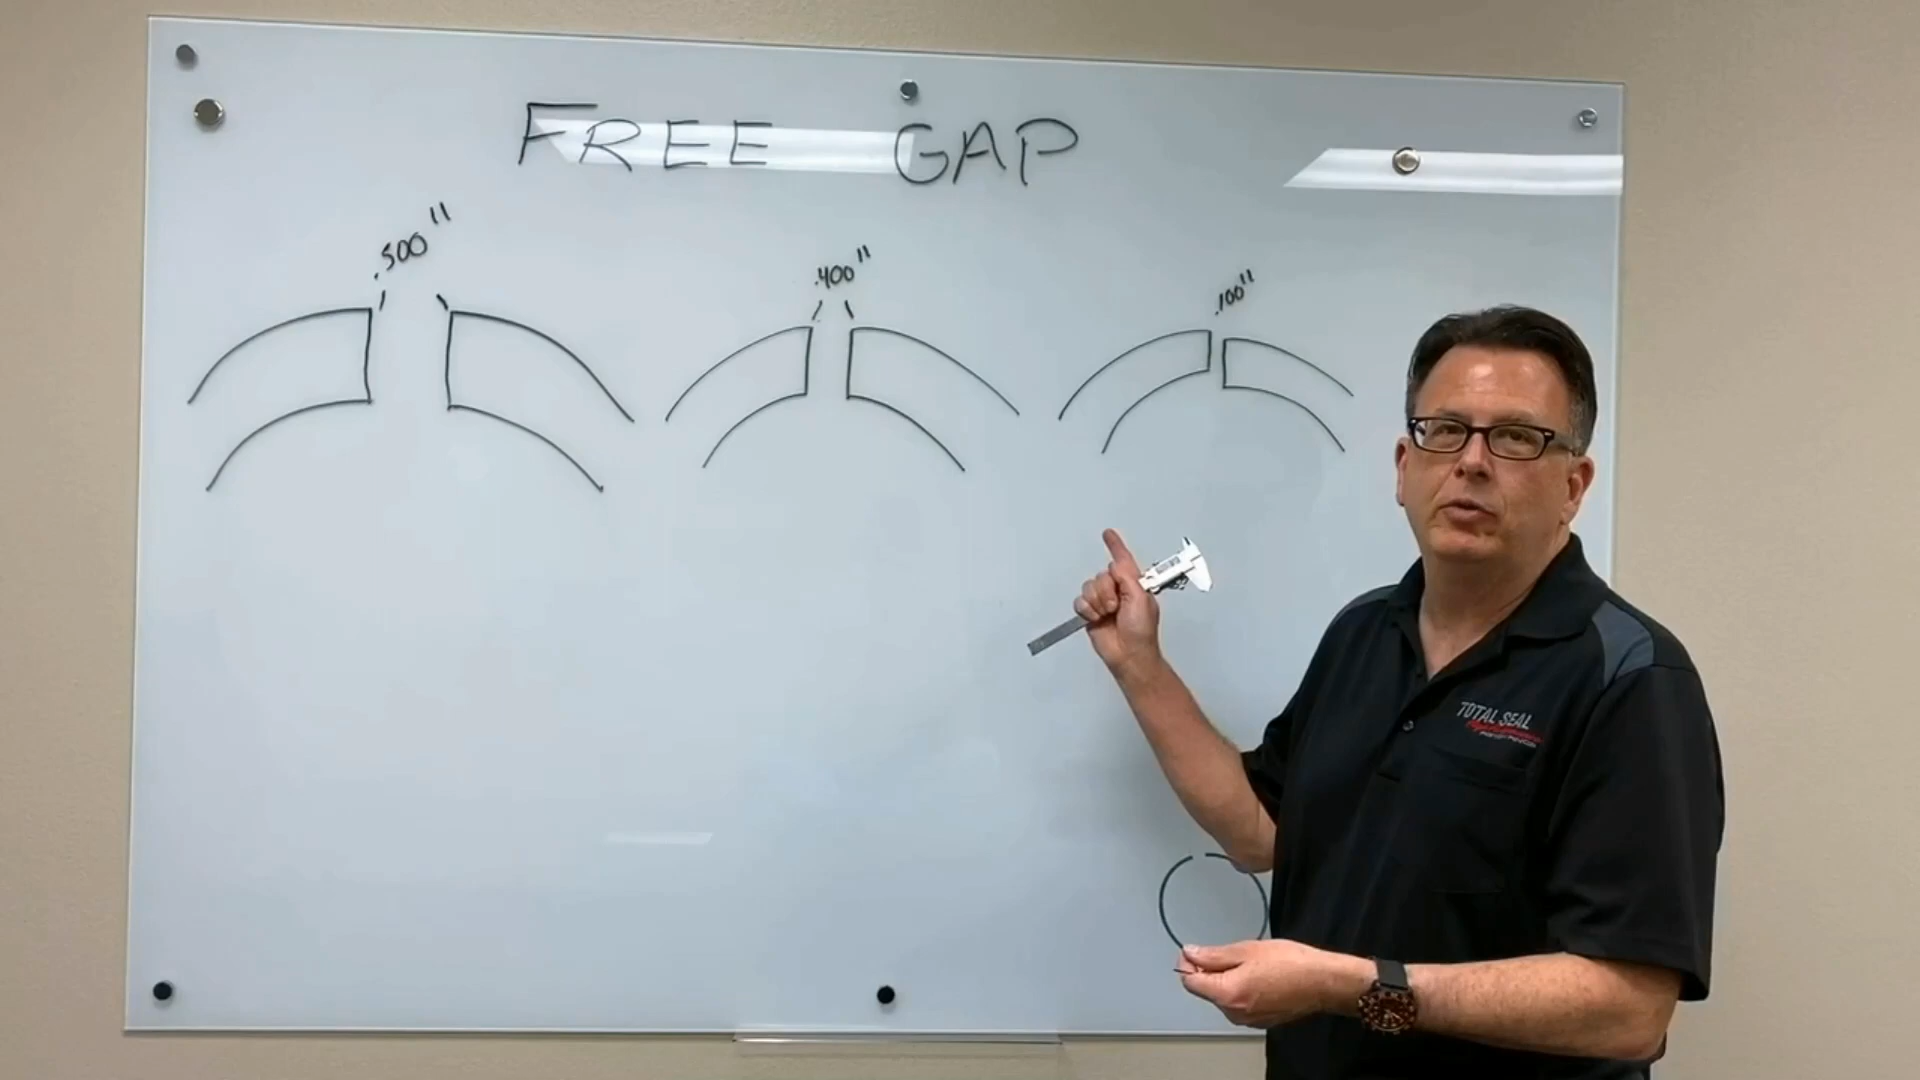 FREE GAP
.500"
.400"
.100"
TOTAL SEAL